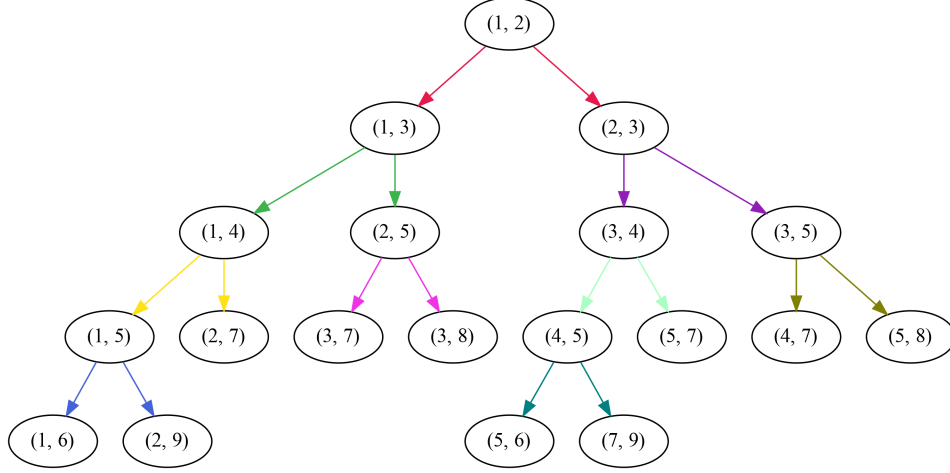 (1, 2)
(1, 3) (2, 3)
(1, 4) (2, 5) (3, 4) (3, 5)
(1, 5) (2, 7) (3, 7) (3, 8) (4, 5) (5, 7) (4, 7) (5, 8)
(1, 6) (2, 9) (5, 6) (7, 9)